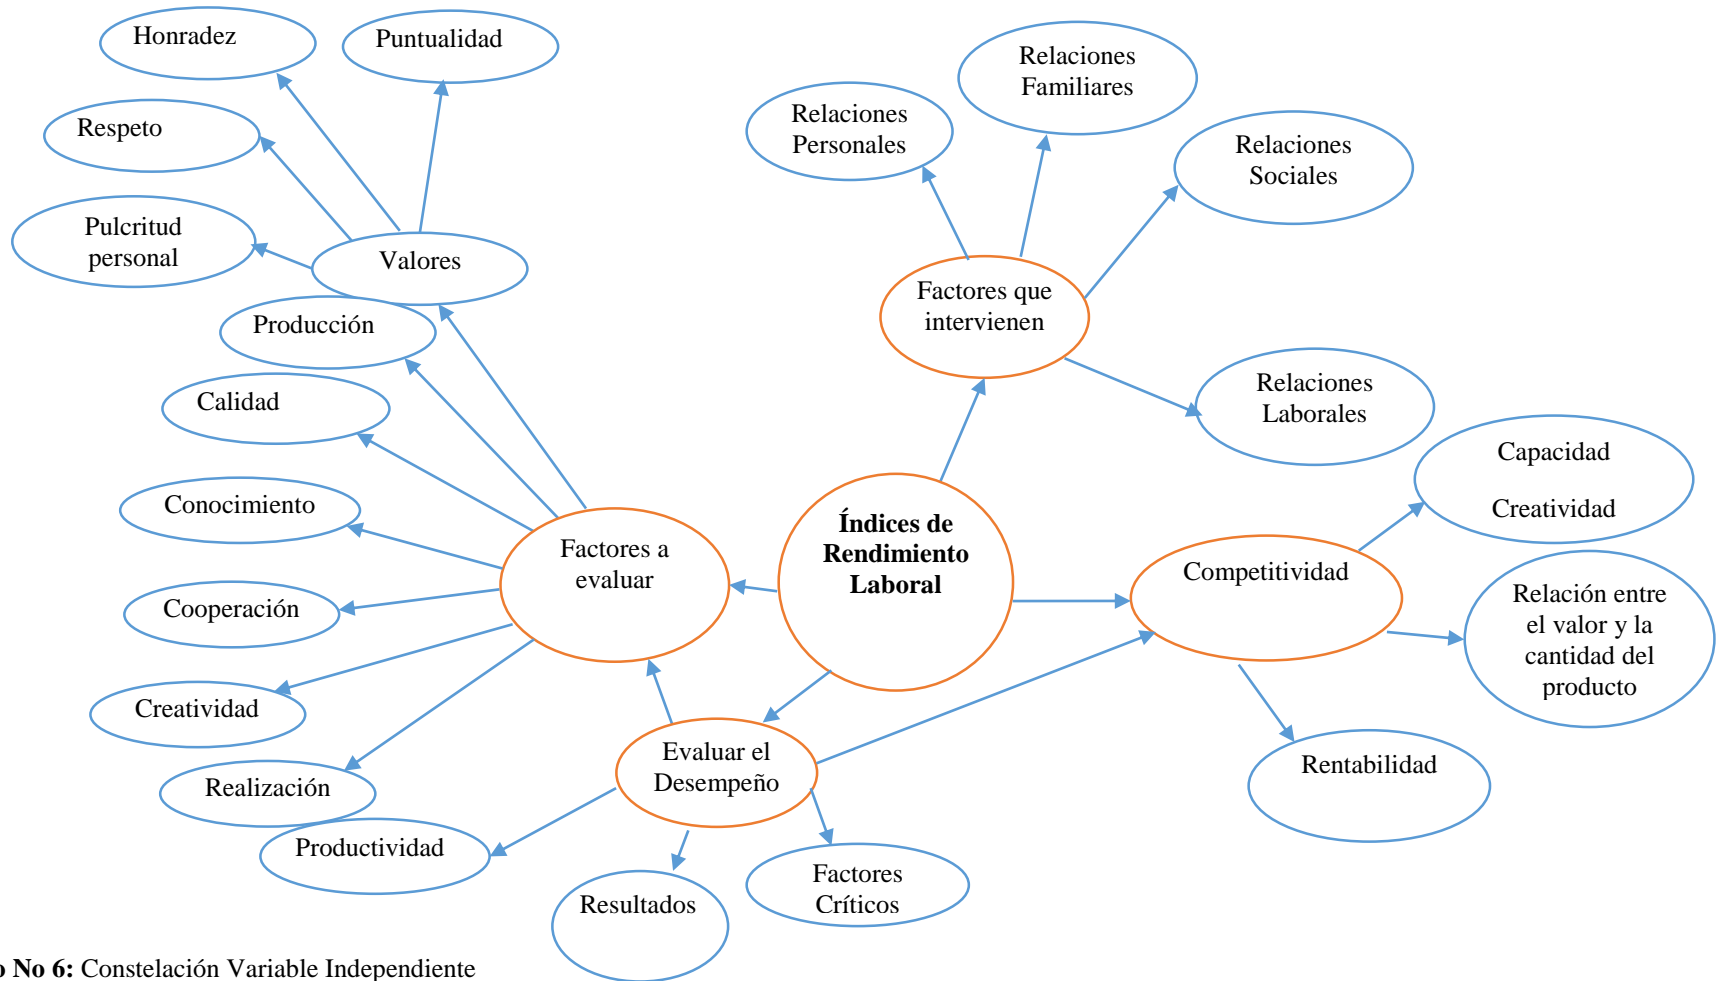 Honradez
Puntualidad
Respeto
Pulcritud
personal
Valores
Producción
Calidad
Conocimiento
Cooperación
Creatividad
Realización
Productividad
Factores a
evaluar
Relaciones
Personales
Relaciones
Familiares
Relaciones
Sociales
Factores que
intervienen
Relaciones
Laborales
Índices de
Rendimiento
Laboral
Capacidad
Creatividad
Competitividad
Relación entre
el valor y la
cantidad del
producto
Rentabilidad
Evaluar el
Desempeño
Resultados
Factores
Críticos
o No 6: Constelación Variable Independiente